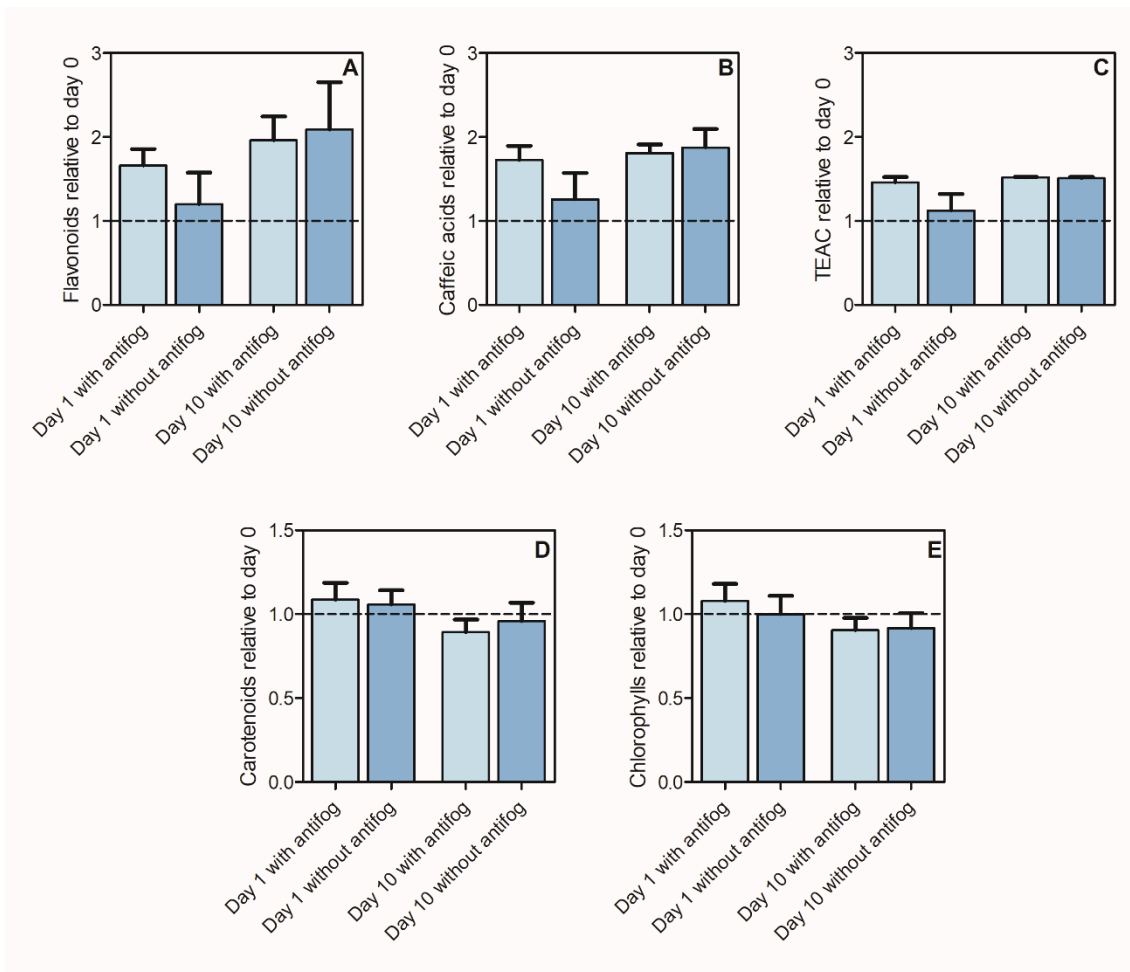 Flavonoids relative to day 0
3
2
1
0
A
Day 1 with antifog
Day 1 without antifog
Day 10 with antifog
Day 10 without antifog
Caffeic acids relative to day 0
3
2
1
0
B
Day 1 with antifog
Day 1 without antifog
Day 10 with antifog
Day 10 without antifog
TEAC relative to day 0
3
2
1
0
C
Day 1 with antifog
Day 1 without antifog
Day 10 with antifog
Day 10 without antifog
Carotenoids relative to day 0
1.5
1.0
0.5
0.0
D
Day 1 with antifog
Day 1 without antifog
Day 10 with antifog
Day 10 without antifog
Chlorophylls relative to day 0
1.5
1.0
0.5
0.0
E
Day 1 with antifog
Day 1 without antifog
Day 10 with antifog
Day 10 without antifog